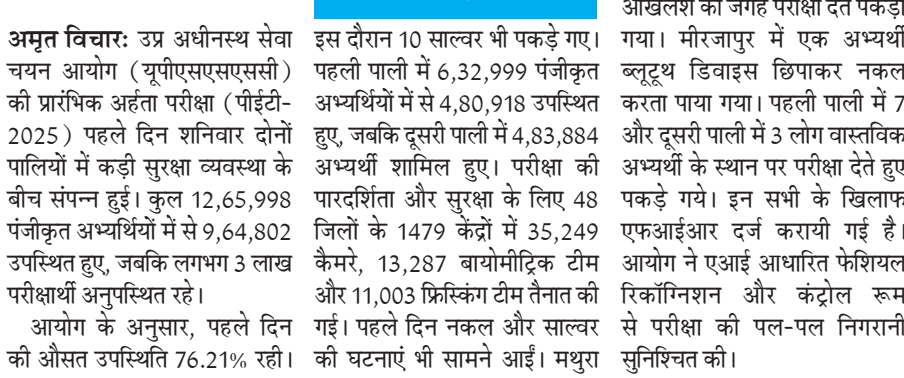 अमृत विचारः उप्र अधीनस्थ सेवा
चयन आयोग (यूपीएसएसएससी)
की प्रारंभिक अर्हता परीक्षा (पीईटी-
2025) पहले दिन शनिवार दोनों
पालियों में कड़ी सुरक्षा व्यवस्था के
बीच संपन्न हुई। कुल 12,65,998
पंजीकृत अभ्यर्थियों में से 9,64,802
उपस्थित हुए, जबकि लगभग 3 लाख
परीक्षार्थी अनुपस्थित रहे।
आयोग के अनुसार, पहले दिन
की औसत उपस्थिति 76.21% रही।
इस दौरान 10 साल्वर भी पकड़े गए।
पहली पाली में 6,32,999 पंजीकृत
अभ्यर्थियों में से 4,80,918 उपस्थित
हुए, जबकि दूसरी पाली में 4,83,884
अभ्यर्थी शामिल हुए। परीक्षा की
पारदर्शिता और सुरक्षा के लिए 48
जिलों के 1479 केंद्रों में 35,249
कैमरे, 13,287 बायोमीट्रिक टीम
और 11,003 फ्रिस्किंग टीम तैनात की
गई। पहले दिन नकल और साल्वर
की घटनाएं भी सामने आईं। मथुरा
अखिलेश की जगह परीक्षा देते पकड़ा
गया। मीरजापुर में एक अभ्यर्थी
ब्लूटूथ डिवाइस छिपाकर नकल
करता पाया गया। पहली पाली में 7
और दूसरी पाली में 3 लोग वास्तविक
अभ्यर्थी के स्थान पर परीक्षा देते हुए
पकड़े गये। इन सभी के खिलाफ
एफआईआर दर्ज करायी गई है।
आयोग ने एआई आधारित फेशियल
रिकॉग्निशन और कंट्रोल रूम
से परीक्षा की पल-पल निगरानी
सुनिश्चित की।